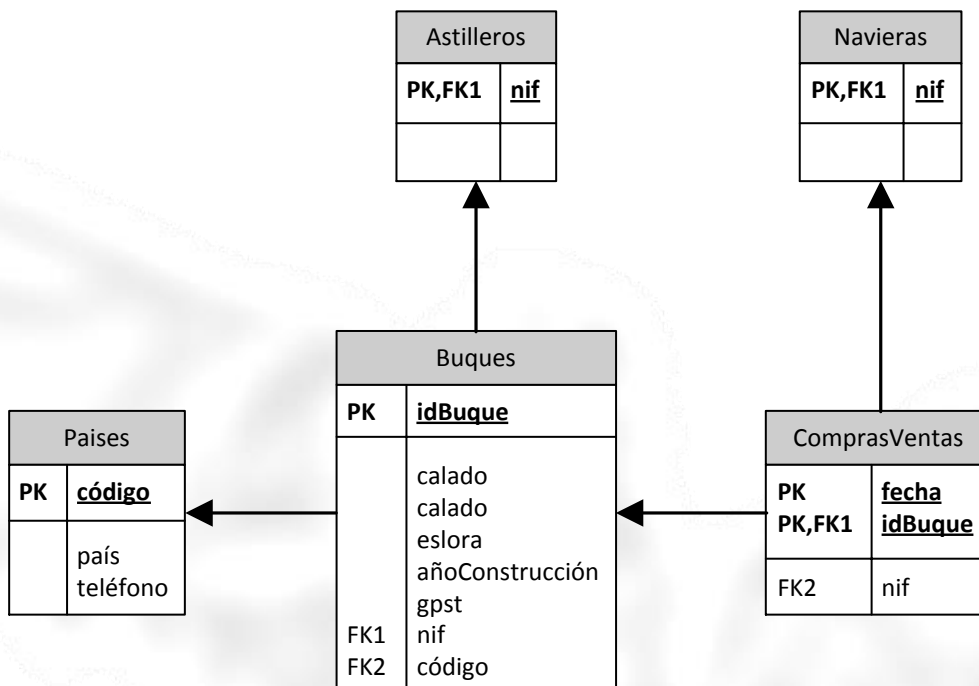 Astilleros
PK,FK1 nif
Navieras
PK,FK1 nif
Buques
PK idBuque
calado
calado
eslora
añoConstrucción
gpst
FK1 nif
FK2 código
Paises
PK código
país
teléfono
ComprasVentas
PK fecha
PK,FK1 idBuque
FK2 nif